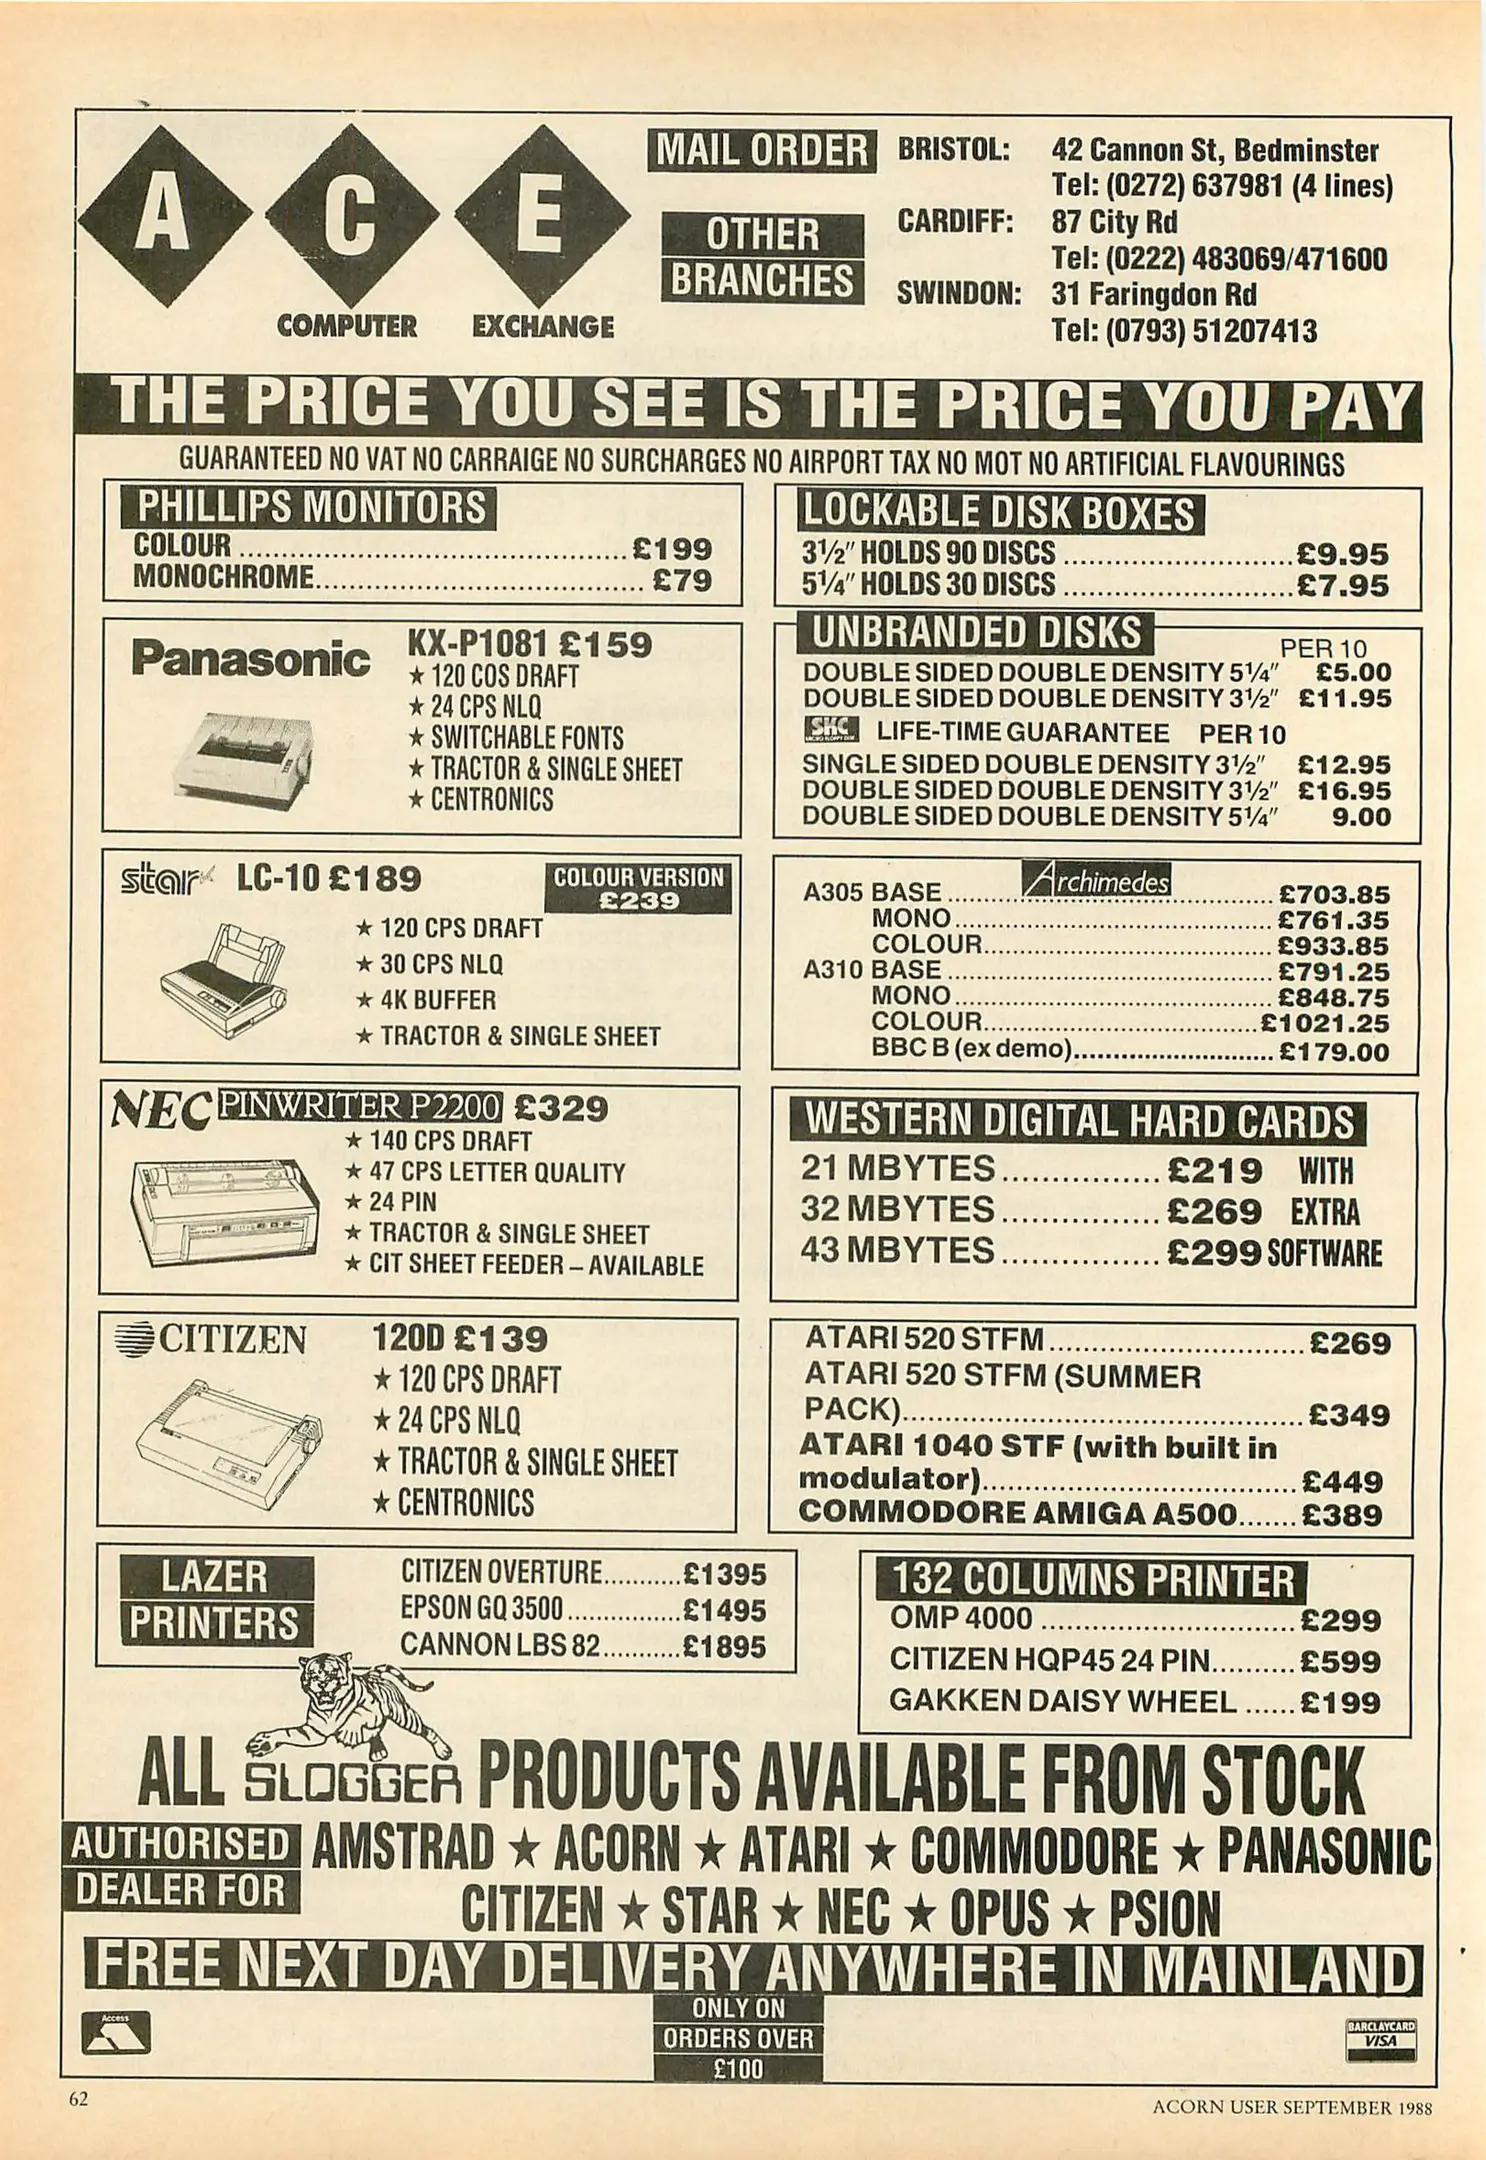 A C E
COMPUTER EXCHANGE
MAIL ORDER
OTHER
BRANCHES
BRISTOL: 42 Cannon St, Bedminster
Tel: (0272) 637981 (4 lines)
CARDIFF: 87 City Rd
Tel: (0222) 483069/471600
SWINDON: 31 Faringdon Rd
Tel: (0793) 51207413
THE PRICE YOU SEE IS THE PRICE YOU PAY
GUARANTEED NO VAT NO CARRAIGE NO SURCHARGES NO AIRPORT TAX NO MOT NO ARTIFICIAL FLAVOURINGS
PHILLIPS MONITORS
COLOUR ........ £199
MONOCHROME........ £79
LOCKABLE DISK BOXES
3½" HOLDS 90 DISCS ........ £9.95
5¼" HOLDS 30 DISCS ........ £7.95
Panasonic
KX-P1081 £159
★ 120 COS DRAFT
★ 24 CPS NLQ
★ SWITCHABLE FONTS
★ TRACTOR & SINGLE SHEET
★ CENTRONICS
UNBRANDED DISKS PER 10
DOUBLE SIDED DOUBLE DENSITY 5¼" £5.00
DOUBLE SIDED DOUBLE DENSITY 3½" £11.95
SKC LIFE-TIME GUARANTEE PER 10
SINGLE SIDED DOUBLE DENSITY 3½" £12.95
DOUBLE SIDED DOUBLE DENSITY 3½" £16.95
DOUBLE SIDED DOUBLE DENSITY 5¼" 9.00
star LC-10 £189
COLOUR VERSION
£239
★ 120 CPS DRAFT
★ 30 CPS NLQ
★ 4K BUFFER
★ TRACTOR & SINGLE SHEET
Archimedes
A305 BASE ........ £703.85
MONO ........ £761.35
COLOUR ........ £933.85
A310 BASE ........ £791.25
MONO ........ £848.75
COLOUR ........ £1021.25
BBC B (ex demo) ........ £179.00
NEC PINWRITER P2200 £329
★ 140 CPS DRAFT
★ 47 CPS LETTER QUALITY
★ 24 PIN
★ TRACTOR & SINGLE SHEET
★ CIT SHEET FEEDER – AVAILABLE
WESTERN DIGITAL HARD CARDS
21 MBYTES ........ £219 WITH
32 MBYTES ........ £269 EXTRA
43 MBYTES ........ £299 SOFTWARE
CITIZEN 120D £139
★ 120 CPS DRAFT
★ 24 CPS NLQ
★ TRACTOR & SINGLE SHEET
★ CENTRONICS
ATARI 520 STFM ........ £269
ATARI 520 STFM (SUMMER
PACK) ........ £349
ATARI 1040 STF (with built in
modulator) ........ £449
COMMODORE AMIGA A500 ........ £389
LAZER
PRINTERS
CITIZEN OVERTURE ........ £1395
EPSON GQ 3500 ........ £1495
CANNON LBS 82 ........ £1895
132 COLUMNS PRINTER
OMP 4000 ........ £299
CITIZEN HQP45 24 PIN ........ £599
GAKKEN DAISY WHEEL ...... £199
ALL SLOGGER PRODUCTS AVAILABLE FROM STOCK
AUTHORISED
DEALER FOR
AMSTRAD ★ ACORN ★ ATARI ★ COMMODORE ★ PANASONIC
CITIZEN ★ STAR ★ NEC ★ OPUS ★ PSION
FREE NEXT DAY DELIVERY ANYWHERE IN MAINLAND
ONLY ON
ORDERS OVER
£100
Access
BARCLAYCARD
VISA
62
ACORN USER SEPTEMBER 1988